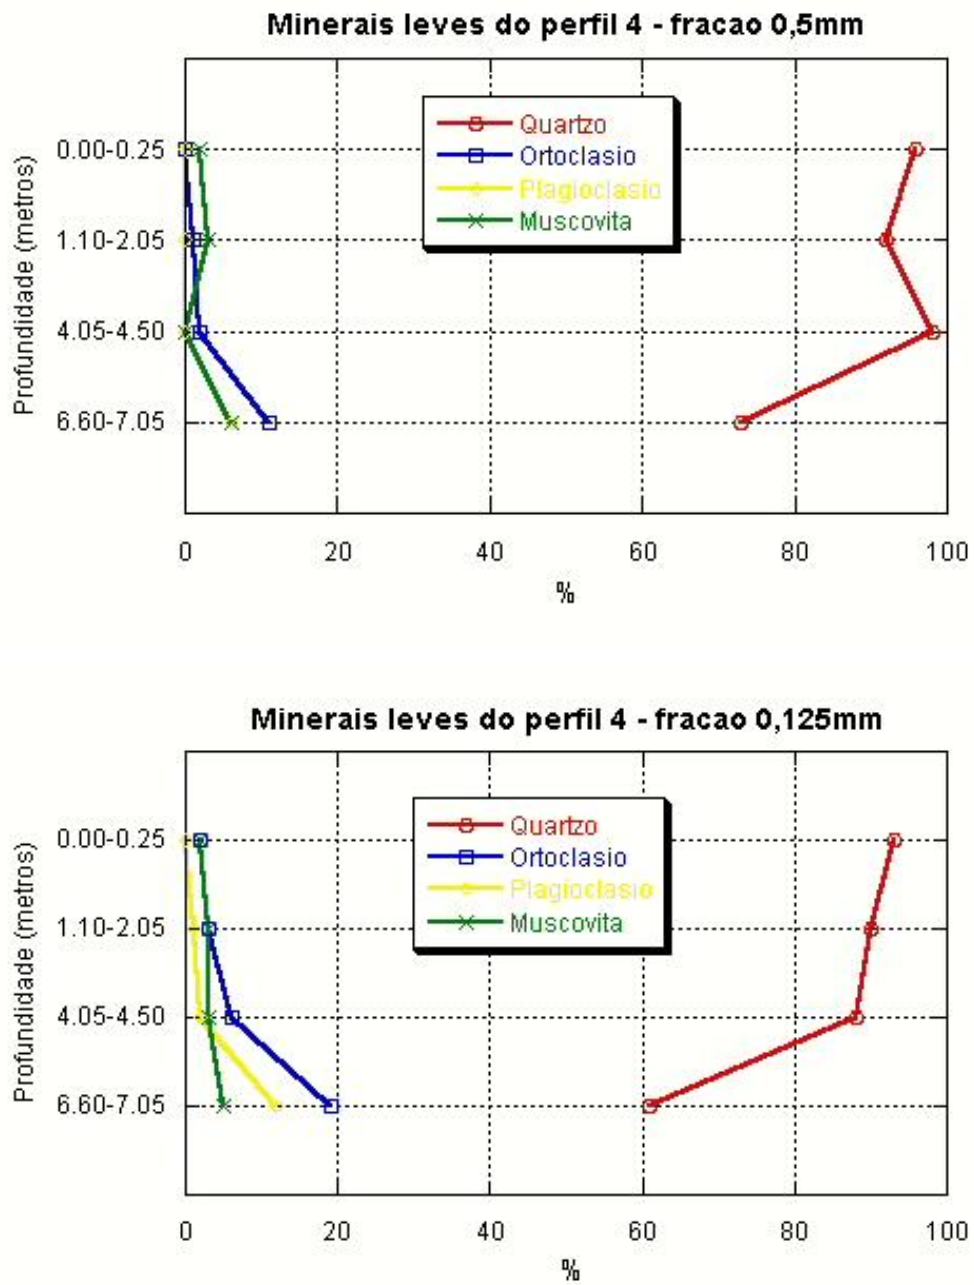 Minerais leves do perfil 4 - fracao 0,5mm
Quartzo
Ortoclasio
Plagioclasio
Muscovita
Profundidade (metros)
0.00-0.25
1.10-2.05
4.05-4.50
6.60-7.05
0 20 40 60 80 100
%
Minerais leves do perfil 4 - fracao 0,125mm
Quartzo
Ortoclasio
Plagioclasio
Muscovita
Profundidade (metros)
0.00-0.25
1.10-2.05
4.05-4.50
6.60-7.05
0 20 40 60 80 100
%